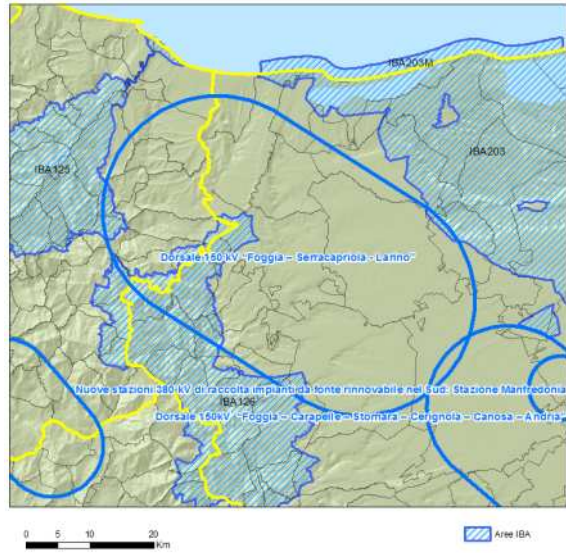 IBA203M
IBA125
IBA203
Dorsale 150 kV "Foggia – Serracapriola - Lanno"
Nuove stazioni 380 kV di raccolta impianti da fonte rinnovabile nel Sud: Stazione Manfredonia
IBA126
Dorsale 150kV "Foggia – Carapelle – Stornara – Cerignola – Canosa – Andria"
0 5 10 20
Km
Aree IBA